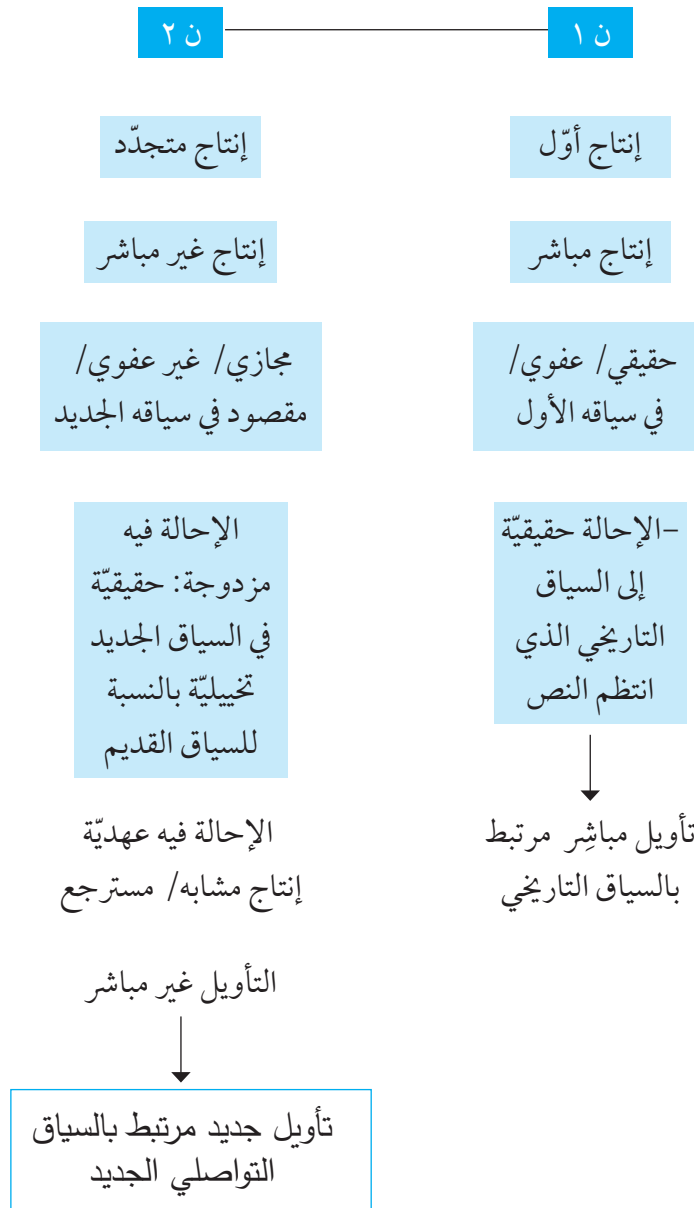 ن ١
ن ٢
إنتاج أوّل
إنتاج متجدّد
إنتاج مباشر
إنتاج غير مباشر
حقيقي/ عفوي/
في سياقه الأول
مجازي/ غير عفوي/
مقصود في سياقه الجديد
-الإحالة حقيقيّة
إلى السياق
التاريخي الذي
انتظم النص
الإحالة فيه
مزدوجة: حقيقيّة
في السياق الجديد
تخييليّة بالنسبة
للسياق القديم
تأويل مباشِر مرتبط
بالسياق التاريخي
الإحالة فيه عهديّة
إنتاج مشابه/ مسترجع
التأويل غير مباشر
تأويل جديد مرتبط بالسياق
التواصلي الجديد